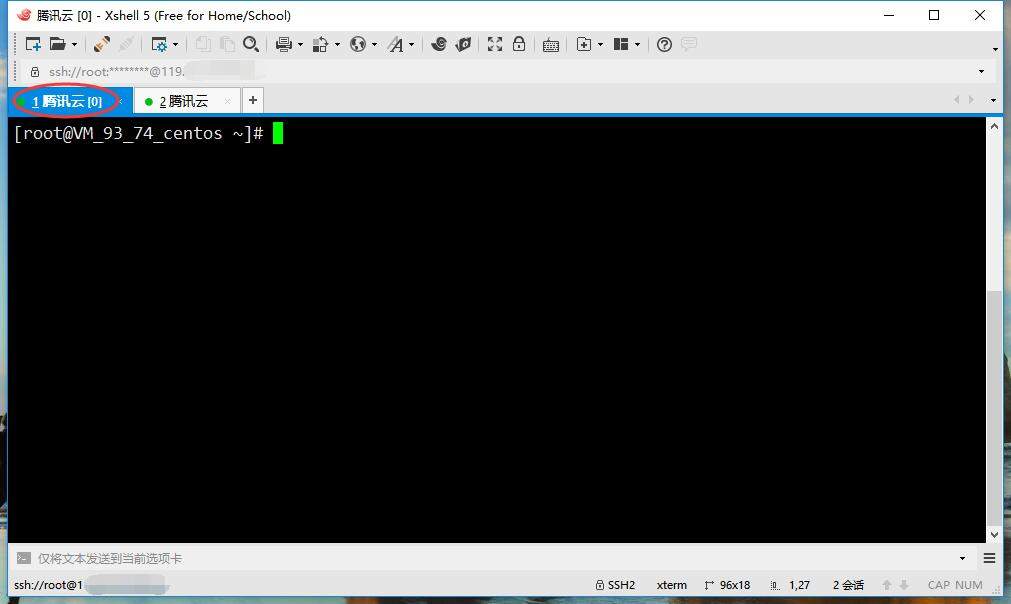 腾讯云 [0] - Xshell 5 (Free for Home/School)
ssh://root:********@119.
1 腾讯云 [0]
2 腾讯云
[root@VM_93_74_centos ~]#
仅将文本发送到当前选项卡
ssh://root@1
SSH2 xterm 96x18 1,27 2 会话 CAP NUM